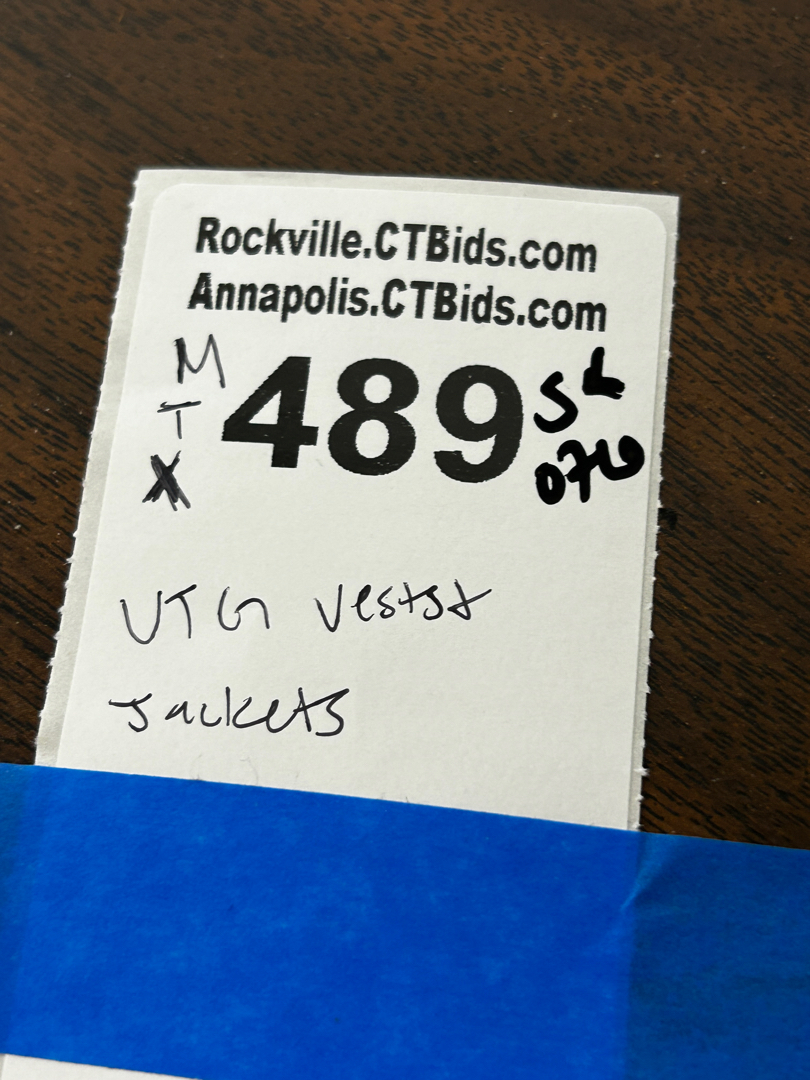 Rockville.CTBids.com
Annapolis.CTBids.com
M
T
489
VTG Vests+
Jackets